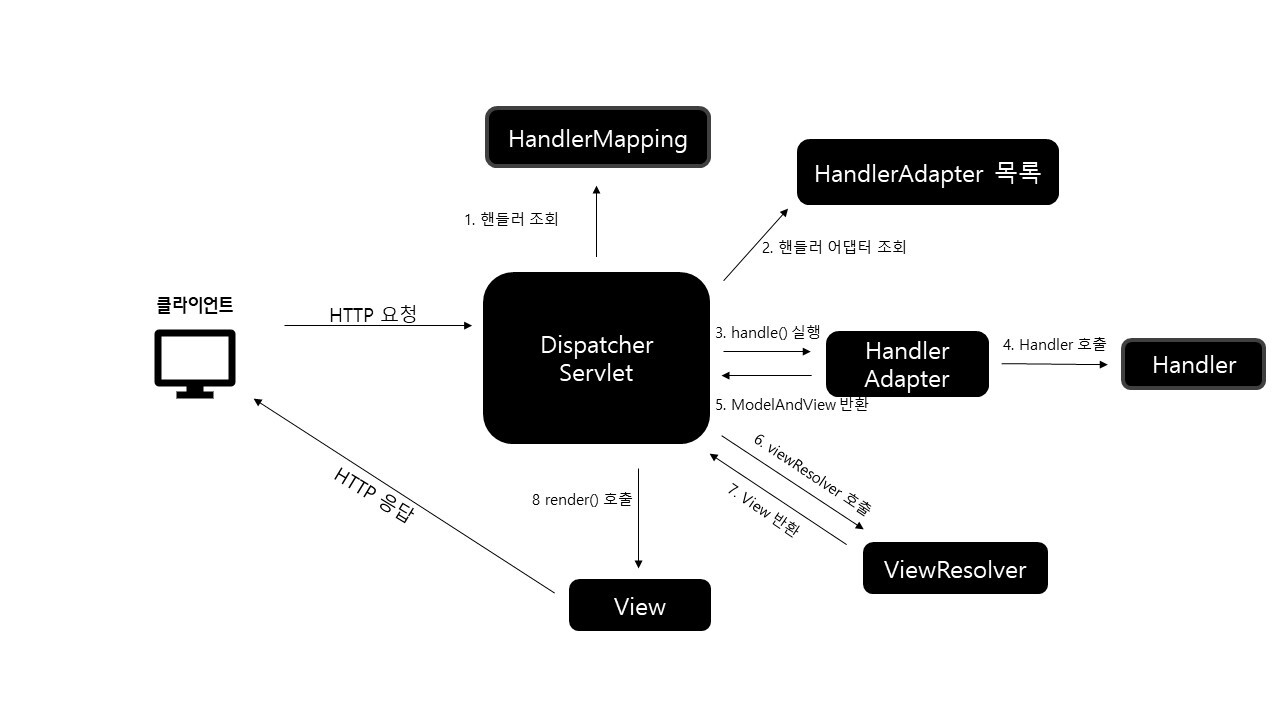 HandlerMapping
HandlerAdapter 목록
1. 핸들러 조회
2. 핸들러 어댑터 조회
클라이언트
HTTP 요청
Dispatcher
Servlet
3. handle() 실행
Handler
Adapter
4. Handler 호출
Handler
5. ModelAndView 반환
6. viewResolver 호출
7. View 반환
HTTP 응답
8 render() 호출
ViewResolver
View